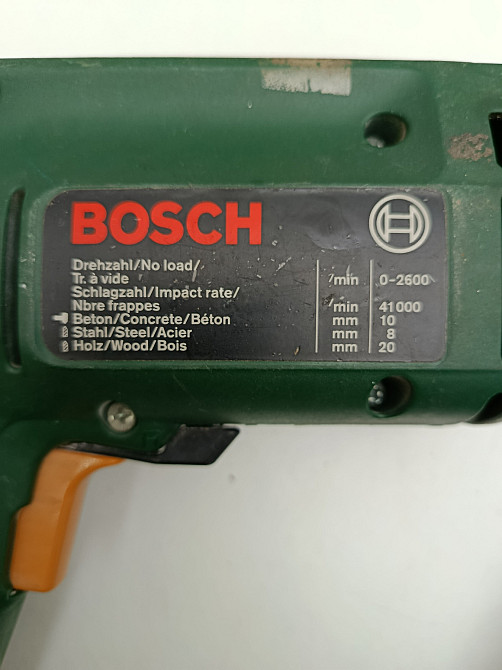 BOSCH
Drehzahl/No load/
Tr. à vide /min 0-2600
Schlagzahl/Impact rate/
Nbre frappes /min 41000
Beton/Concrete/Béton mm 10
Stahl/Steel/Acier mm 8
Holz/Wood/Bois mm 20